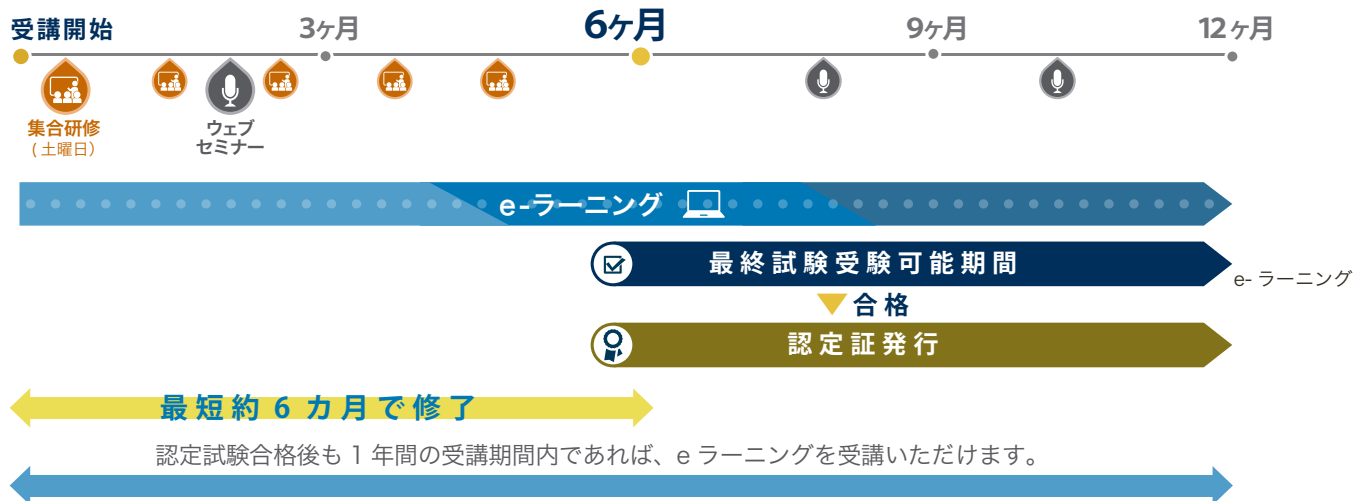 受講開始
3ヶ月
6ヶ月
9ヶ月
12ヶ月
集合研修
(土曜日)
ウェブ
セミナー
e-ラーニング
最終試験受験可能期間
e- ラーニング
合格
認定証発行
最短約 6 カ月で修了
認定試験合格後も 1 年間の受講期間内であれば、e ラーニングを受講いただけます。